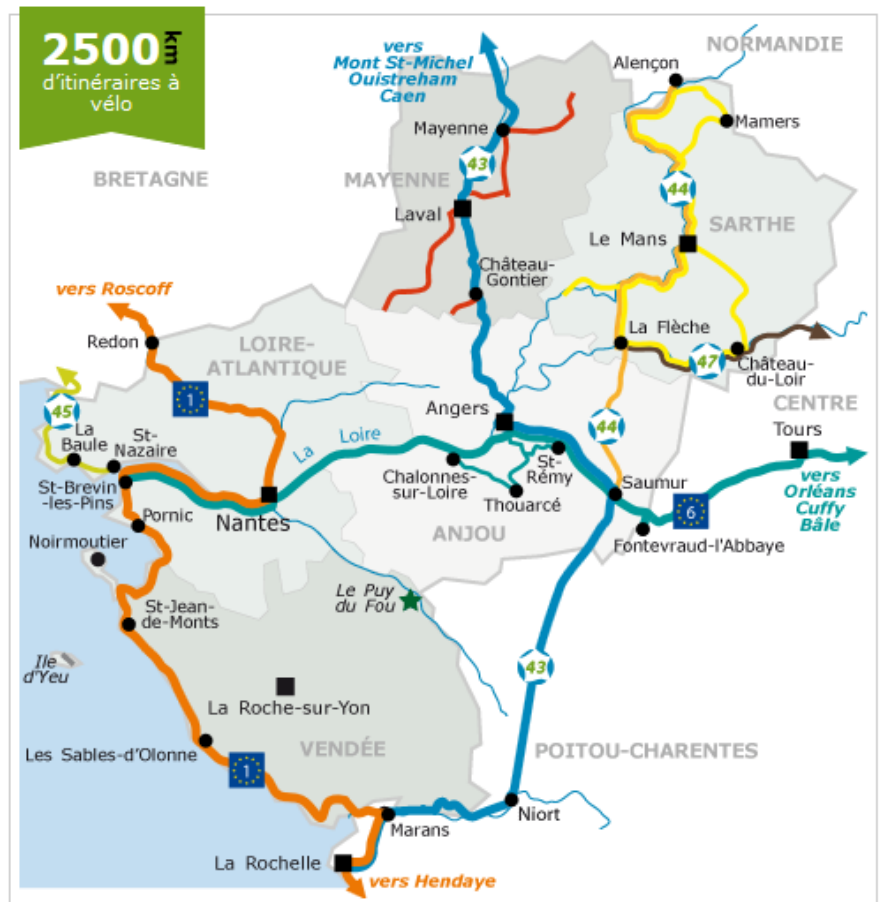 2500 km
d'itinéraires à
vélo
vers
Mont St-Michel
Ouistreham
Caen
NORMANDIE
Alençon
Mayenne
Mamers
BRETAGNE
MAYENNE
43
44
Laval
SARTHE
Le Mans
Château-
Gontier
vers Roscoff
Redon
LOIRE-
ATLANTIQUE
La Flèche
47
Château-
du-Loir
1
45
La
Baule
St-
Nazaire
Angers
44
CENTRE
Tours
La Loire
St-Brevin
-les-Pins
Chalonnes-
sur-Loire
St-
Rémy
Saumur
vers
Orléans
Cuffy
Bâle
Thouarcé
Pornic
Nantes
6
ANJOU
Fontevraud-l'Abbaye
Noirmoutier
Le Puy
du Fou
St-Jean-
de-Monts
Ile
d'Yeu
43
La Roche-sur-Yon
Les Sables-d'Olonne
VENDÉE
POITOU-CHARENTES
1
Niort
Marans
La Rochelle
vers Hendaye